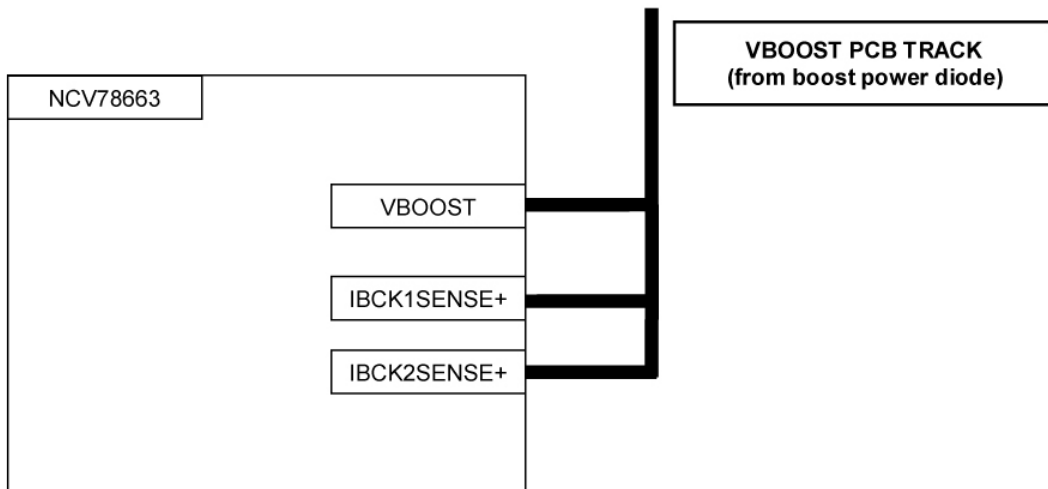 VBOOST PCB TRACK
(from boost power diode)
NCV78663
VBOOST
IBCK1SENSE+
IBCK2SENSE+